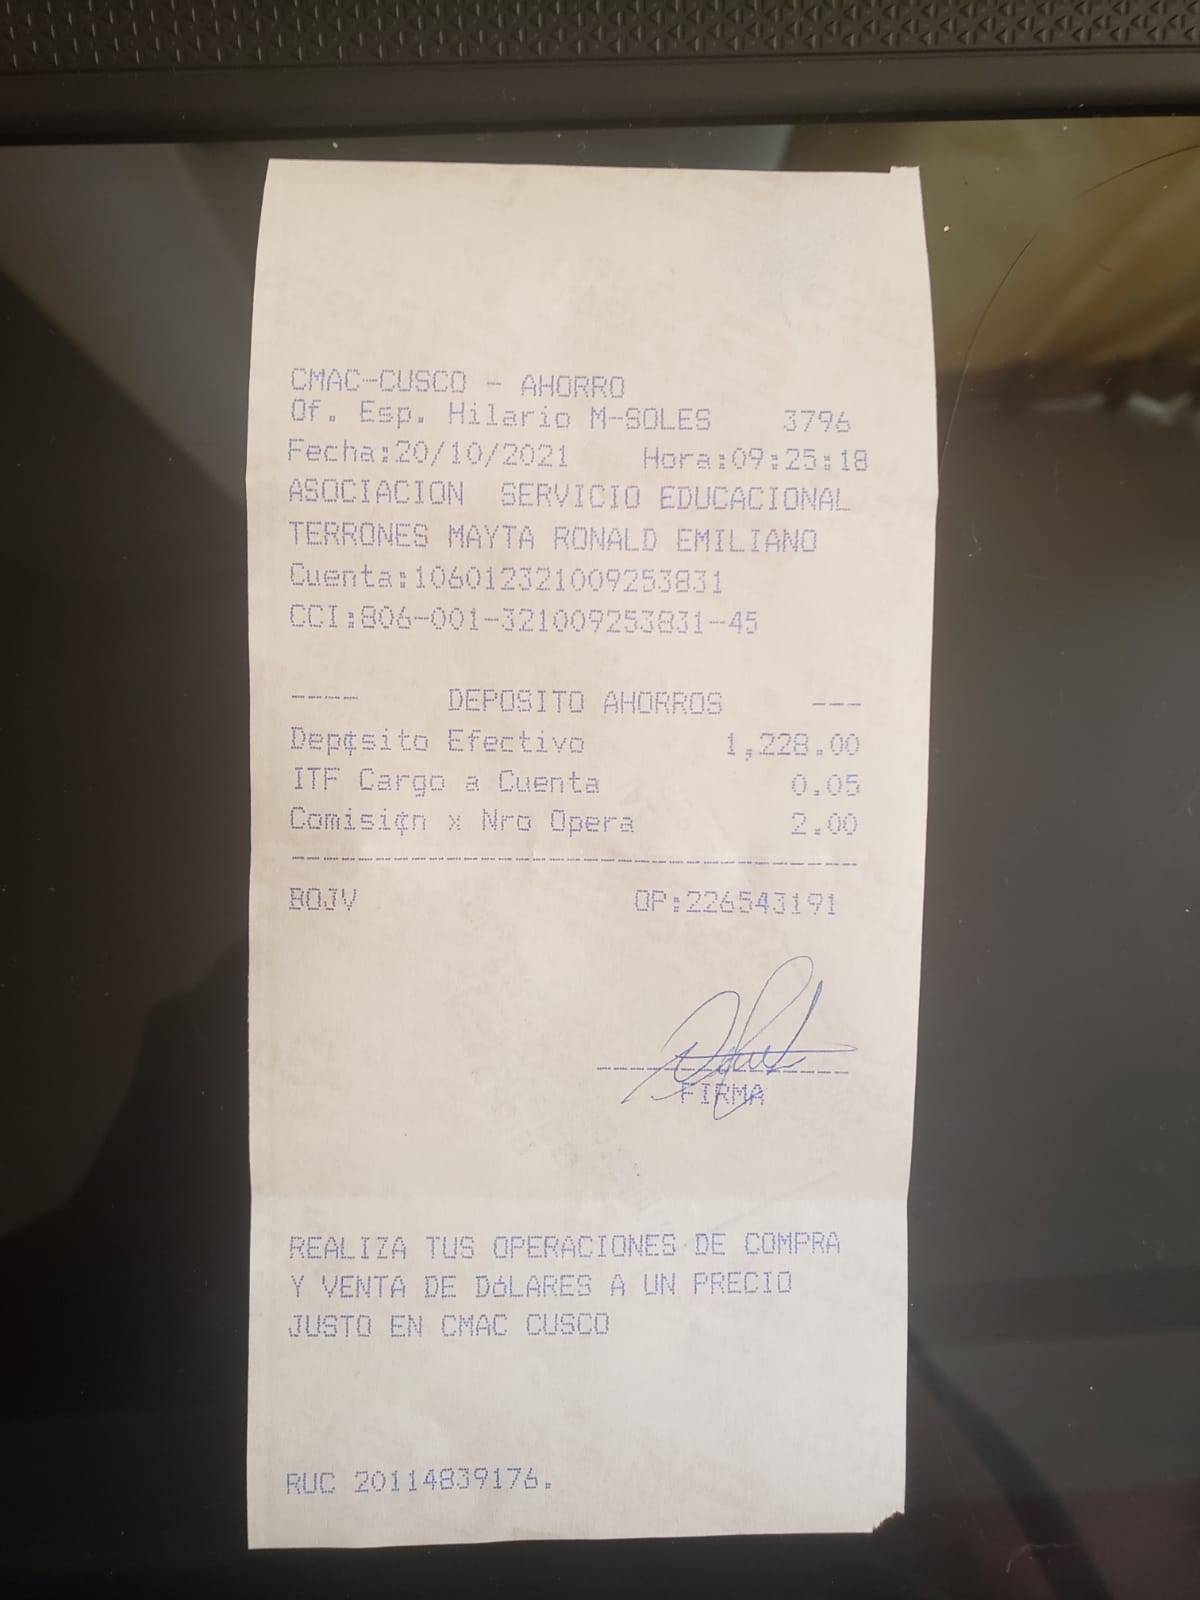 CMAC-CUSCO - AHORRO
Of. Esp. Hilario M-SOLES 3796
Fecha:20/10/2021 Hora:09:25:18
ASOCIACION SERVICIO EDUCACIONAL
TERRONES MAYTA RONALD EMILIANO
Cuenta:106012321009253831
CCI:806-001-321009253831-45
---- DEPOSITO AHORROS ---
Dep¢sito Efectivo 1,228.00
ITF Cargo a Cuenta 0.05
Comisi¢n x Nro Opera 2.00
BOJV OP:226543191
FIRMA
REALIZA TUS OPERACIONES DE COMPRA
Y VENTA DE DóLARES A UN PRECIO
JUSTO EN CMAC CUSCO
RUC 20114839176.